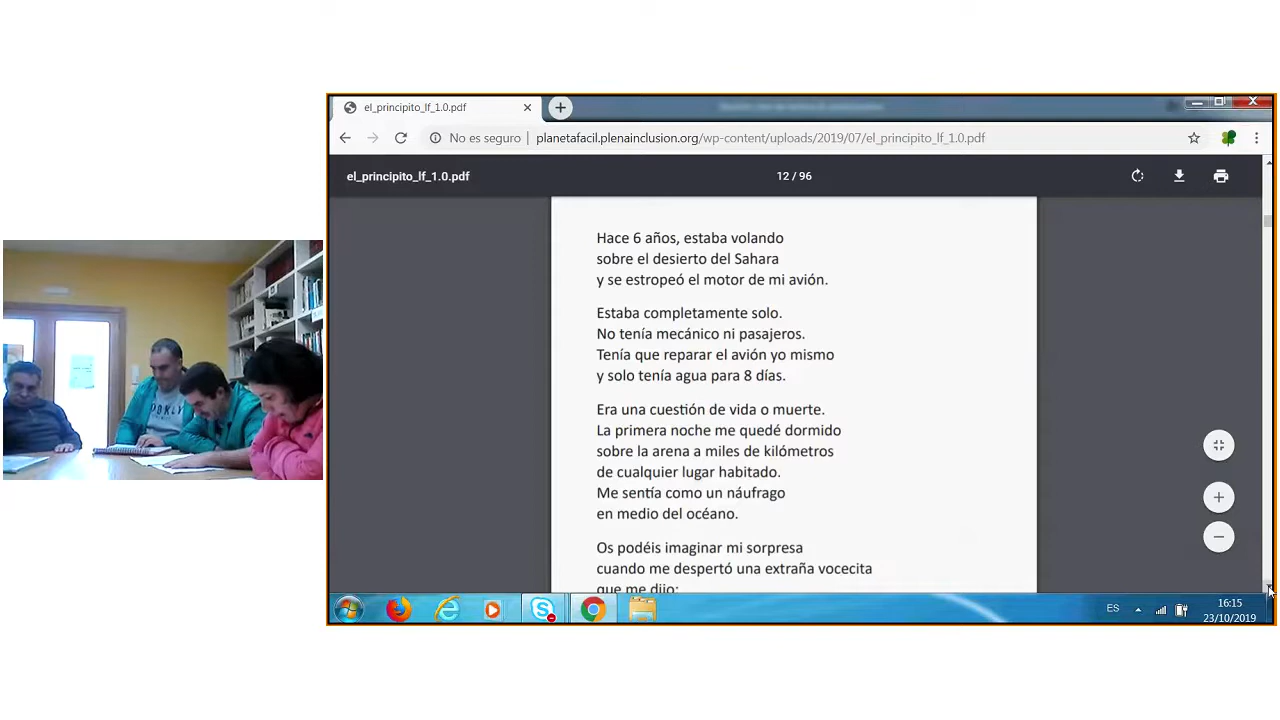 el_principito_lf_1.0.pdf
No es seguro | planetafacil.plenainclusion.org/wp-content/uploads/2019/07/el_principito_lf_1.0.pdf
el_principito_lf_1.0.pdf 12 / 96
Hace 6 años, estaba volando
sobre el desierto del Sahara
y se estropeó el motor de mi avión.
Estaba completamente solo.
No tenía mecánico ni pasajeros.
Tenía que reparar el avión yo mismo
y solo tenía agua para 8 días.
Era una cuestión de vida o muerte.
La primera noche me quedé dormido
sobre la arena a miles de kilómetros
de cualquier lugar habitado.
Me sentía como un náufrago
en medio del océano.
Os podéis imaginar mi sorpresa
cuando me despertó una extraña vocecita
que me dijo:
ES 16:15
23/10/2019